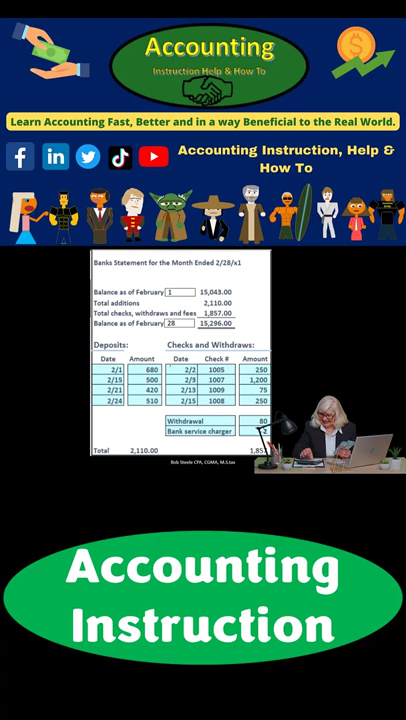 Accounting
Instruction Help & How To
Learn Accounting Fast, Better and in a way Beneficial to the Real World.
Accounting Instruction, Help &
How To
Banks Statement for the Month Ended 2/28/x1
Balance as of February 1 15,043.00
Total additions 2,110.00
Total checks, withdraws and fees 1,857.00
Balance as of February 28 15,296.00
Deposits: Checks and Withdraws:
Date Amount Date Check # Amount
2/1 680 2/2 1005 250
2/15 500 2/3 1007 1,200
2/21 420 2/13 1009 75
2/24 510 2/15 1008 250
Withdrawal 80
Bank service charger 2
Total 2,110.00 1,857
Bob Steele CPA, CGMA, M.S.tax
Accounting
Instruction